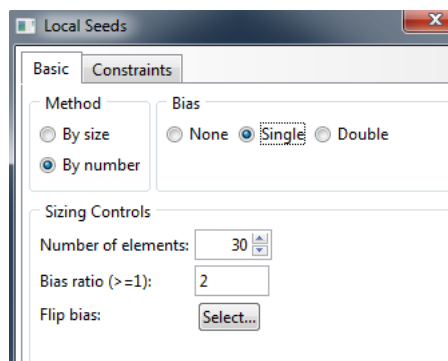 Local Seeds
Basic Constraints
Method
By size
By number
Bias
None Single Double
Sizing Controls
Number of elements: 30
Bias ratio (>=1): 2
Flip bias: Select...